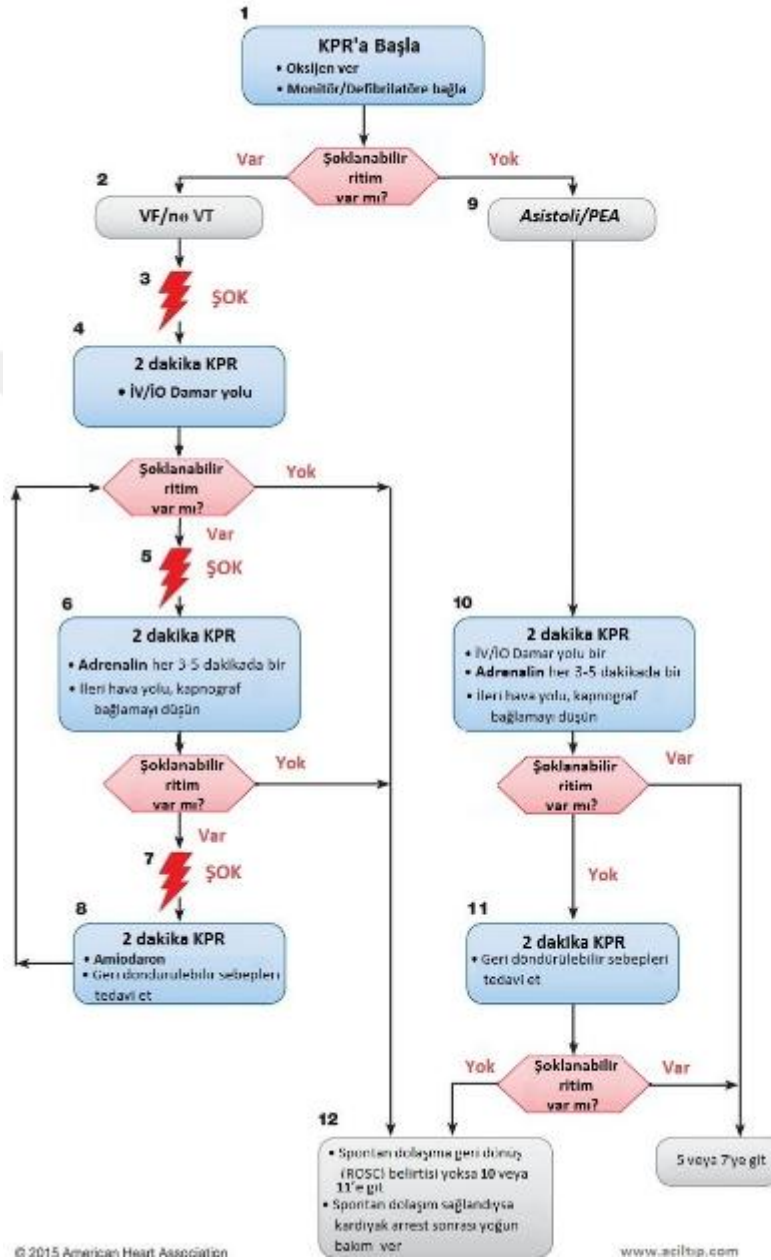 1
KPR'a Başla
• Oksijen ver
• Monitör/Defibrilatöre bağla
Var
Şoklanabilir
ritim
var mı?
Yok
2
VF/nө VT
9
Asistoli/PEA
3
ŞOK
4
2 dakika KPR
• İV/İO Damar yolu
Şoklanabilir
ritim
var mı?
Yok
Var
5
ŞOK
6
2 dakika KPR
• Adrenalin her 3-5 dakikada bir
• İleri hava yolu, kapnograf
bağlamayı düşün
10
2 dakika KPR
• İV/İO Damar yolu bir
• Adrenalin her 3-5 dakikada bir
• İleri hava yolu, kapnograf
bağlamayı düşün
Şoklanabilir
ritim
var mı?
Yok
Şoklanabilir
ritim
var mı?
Var
Var
7
ŞOK
Yok
8
2 dakika KPR
• Amiodaron
• Geri döndürülebilir sebepleri
tedavi et
11
2 dakika KPR
• Geri döndürülebilir sebepleri
tedavi et
Yok
Şoklanabilir
ritim
var mı?
Var
12
• Spontan dolaşıma geri dönüş
(ROSC) belirtisi yoksa 10 veya
11'e git
• Spontan dolaşım sağlandıysa
kardiyak arrest sonrası yoğun
bakım ver
5 veya 7'ye git
© 2015 American Heart Association
www.aciltıp.com